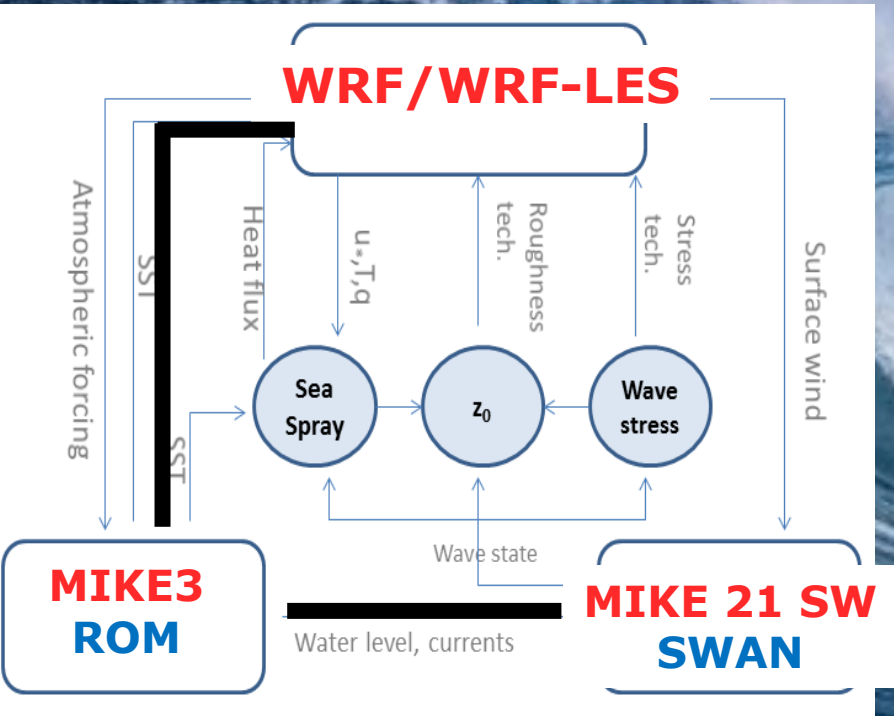 WRF/WRF-LES
Atmospheric forcing
SST
Heat flux
u*,T,q
Roughness
tech.
Stress
tech.
Surface wind
Sea
Spray
z₀
Wave
stress
SST
Wave state
MIKE3
ROM
Water level, currents
MIKE 21 SW
SWAN